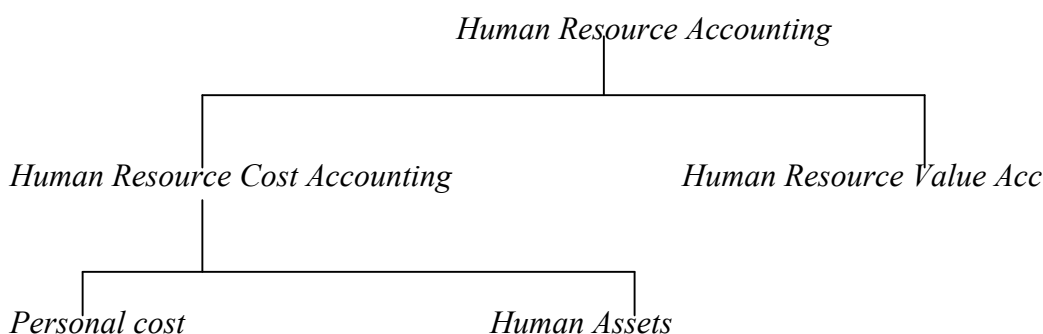 Human Resource Accounting
Human Resource Cost Accounting Human Resource Value Acc
Personal cost Human Assets